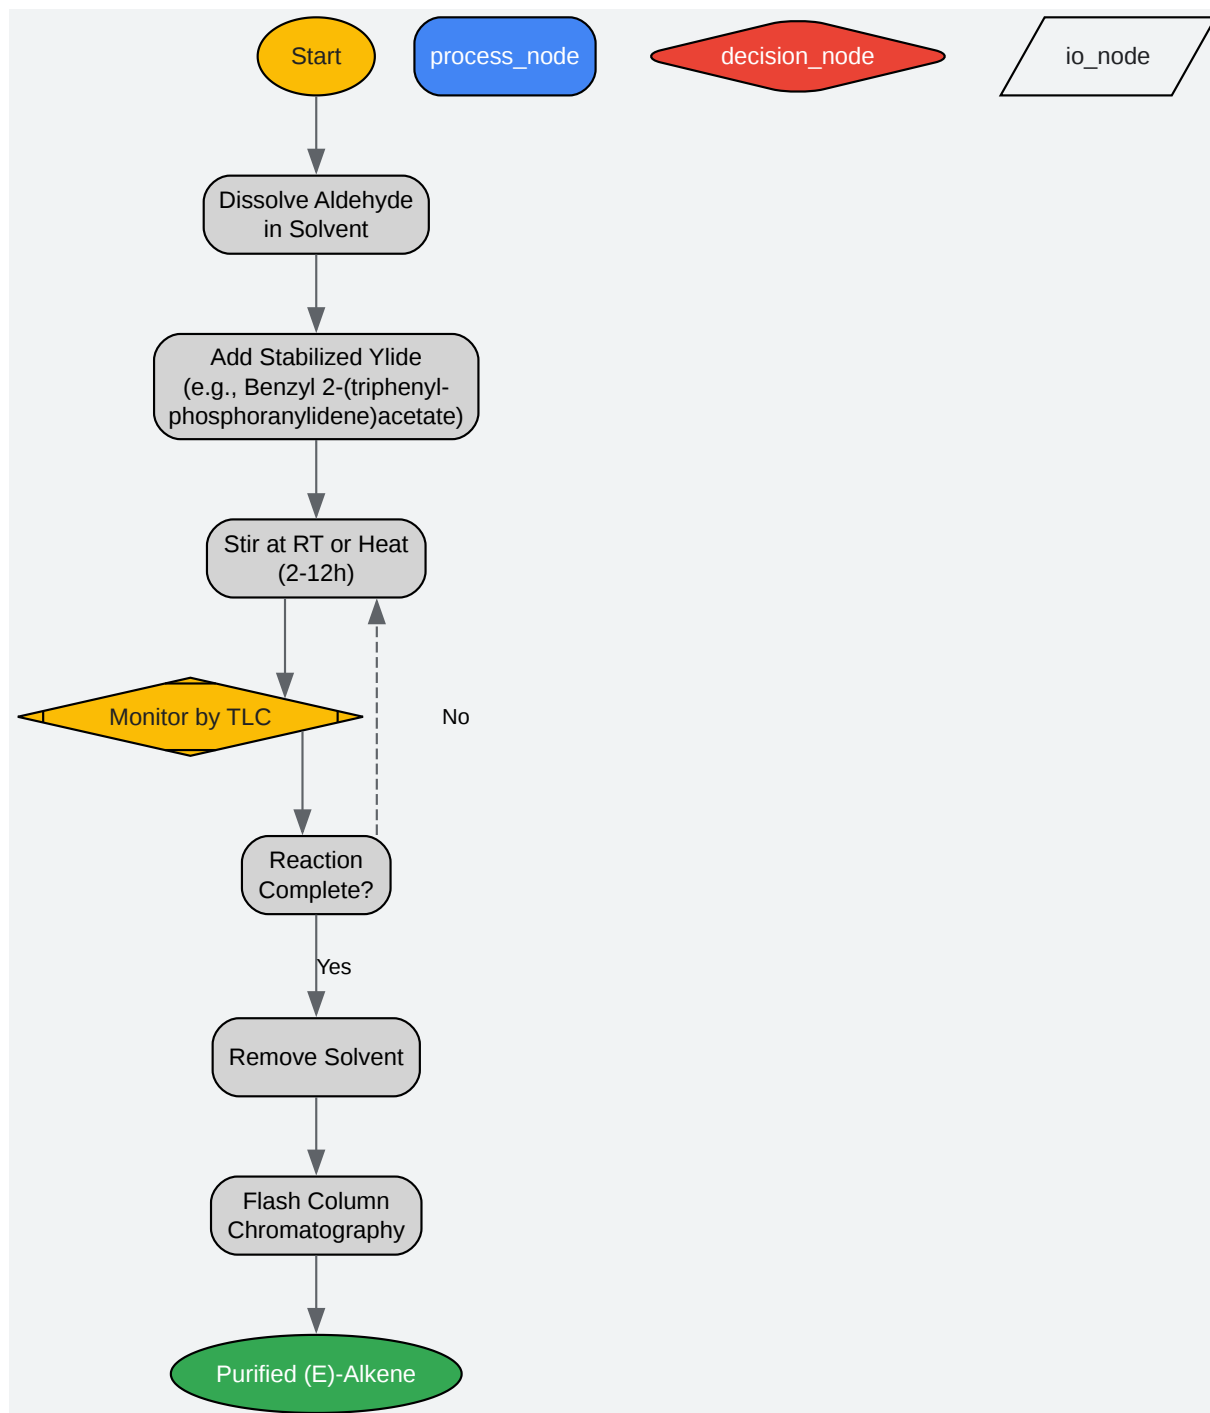 Start
process_node
decision_node
io_node
Dissolve Aldehyde
in Solvent
Add Stabilized Ylide
(e.g., Benzyl 2-(triphenyl-
phosphoranylidene)acetate)
Stir at RT or Heat
(2-12h)
Monitor by TLC
No
Reaction
Complete?
Yes
Remove Solvent
Flash Column
Chromatography
Purified (E)-Alkene